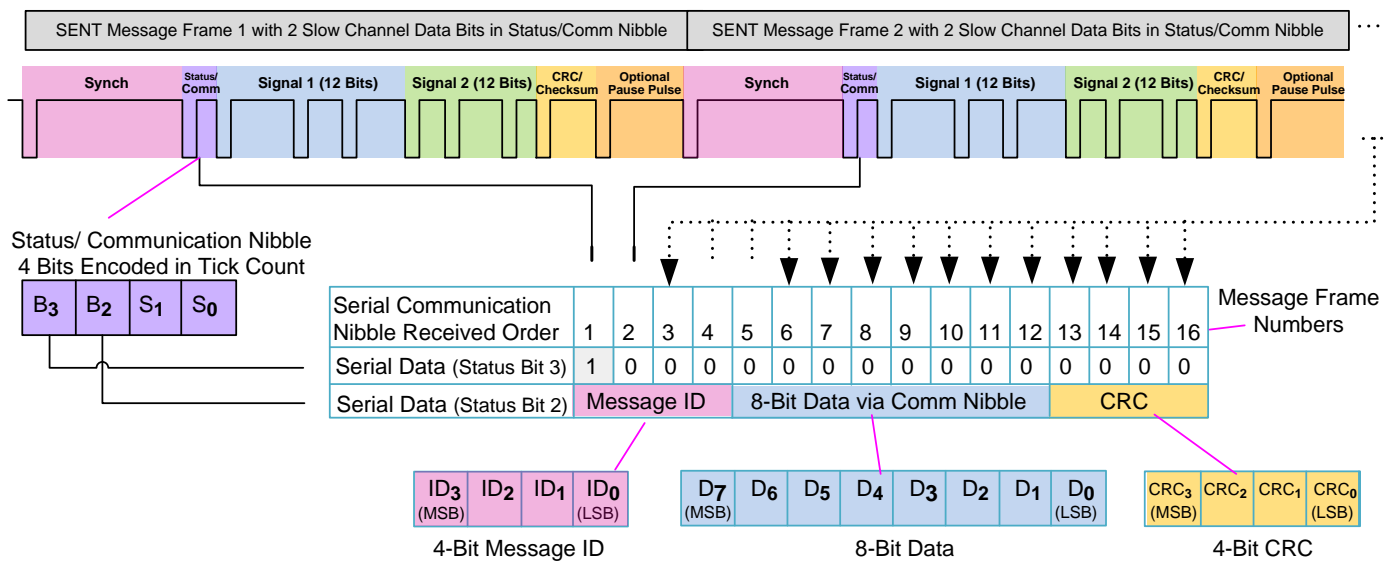 SENT Message Frame 1 with 2 Slow Channel Data Bits in Status/Comm Nibble
SENT Message Frame 2 with 2 Slow Channel Data Bits in Status/Comm Nibble
...
Synch
Status/
Comm
Signal 1 (12 Bits)
Signal 2 (12 Bits)
CRC/
Checksum
Optional
Pause Pulse
Synch
Status/
Comm
Signal 1 (12 Bits)
Signal 2 (12 Bits)
CRC/
Checksum
Optional
Pause Pulse
Status/ Communication Nibble
4 Bits Encoded in Tick Count
B3 B2 S1 S0
Serial Communication
Nibble Received Order 1 2 3 4 5 6 7 8 9 10 11 12 13 14 15 16
Serial Data (Status Bit 3) 1 0 0 0 0 0 0 0 0 0 0 0 0 0 0 0
Serial Data (Status Bit 2) Message ID 8-Bit Data via Comm Nibble CRC
Message Frame
Numbers
ID3 ID2 ID1 ID0
(MSB) (LSB)
4-Bit Message ID
D7 D6 D5 D4 D3 D2 D1 D0
(MSB) (LSB)
8-Bit Data
CRC3 CRC2 CRC1 CRC0
(MSB) (LSB)
4-Bit CRC